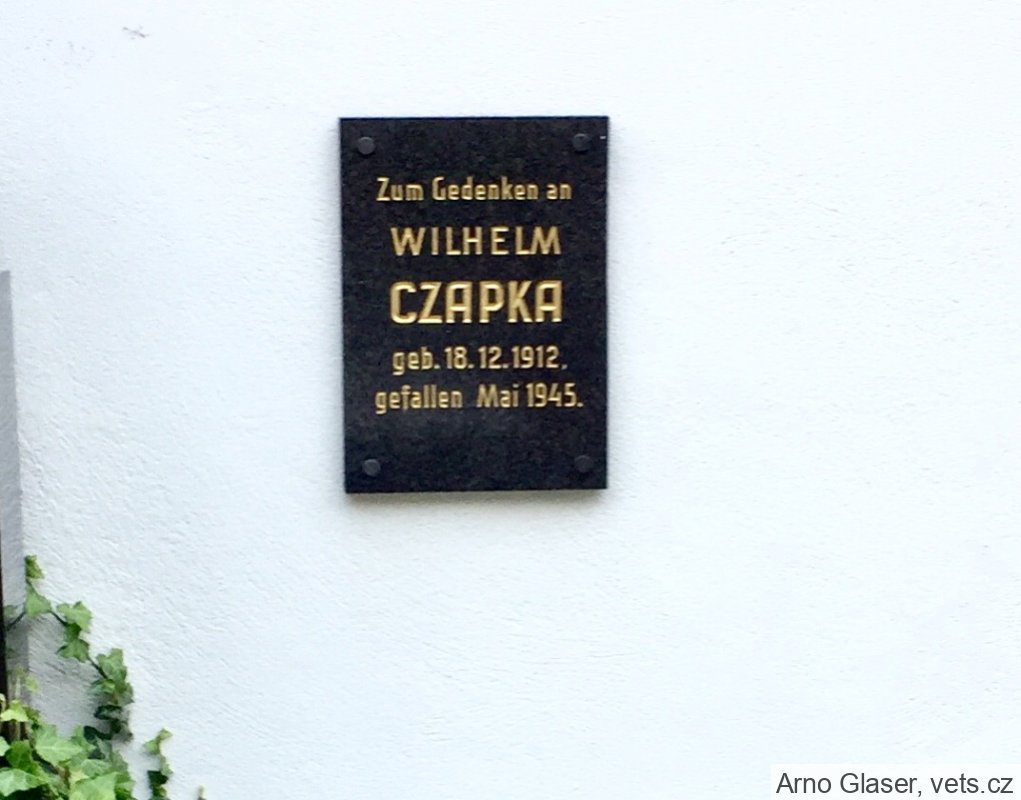 Zum Gedenken an
WILHELM
CZAPKA
geb. 18. 12. 1912,
gefallen Mai 1945.
Arno Glaser, vets.cz